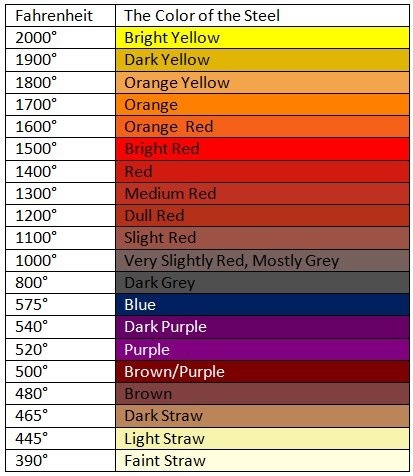 Fahrenheit The Color of the Steel
2000° Bright Yellow
1900° Dark Yellow
1800° Orange Yellow
1700° Orange
1600° Orange Red
1500° Bright Red
1400° Red
1300° Medium Red
1200° Dull Red
1100° Slight Red
1000° Very Slightly Red, Mostly Grey
800° Dark Grey
575° Blue
540° Dark Purple
520° Purple
500° Brown/Purple
480° Brown
465° Dark Straw
445° Light Straw
390° Faint Straw